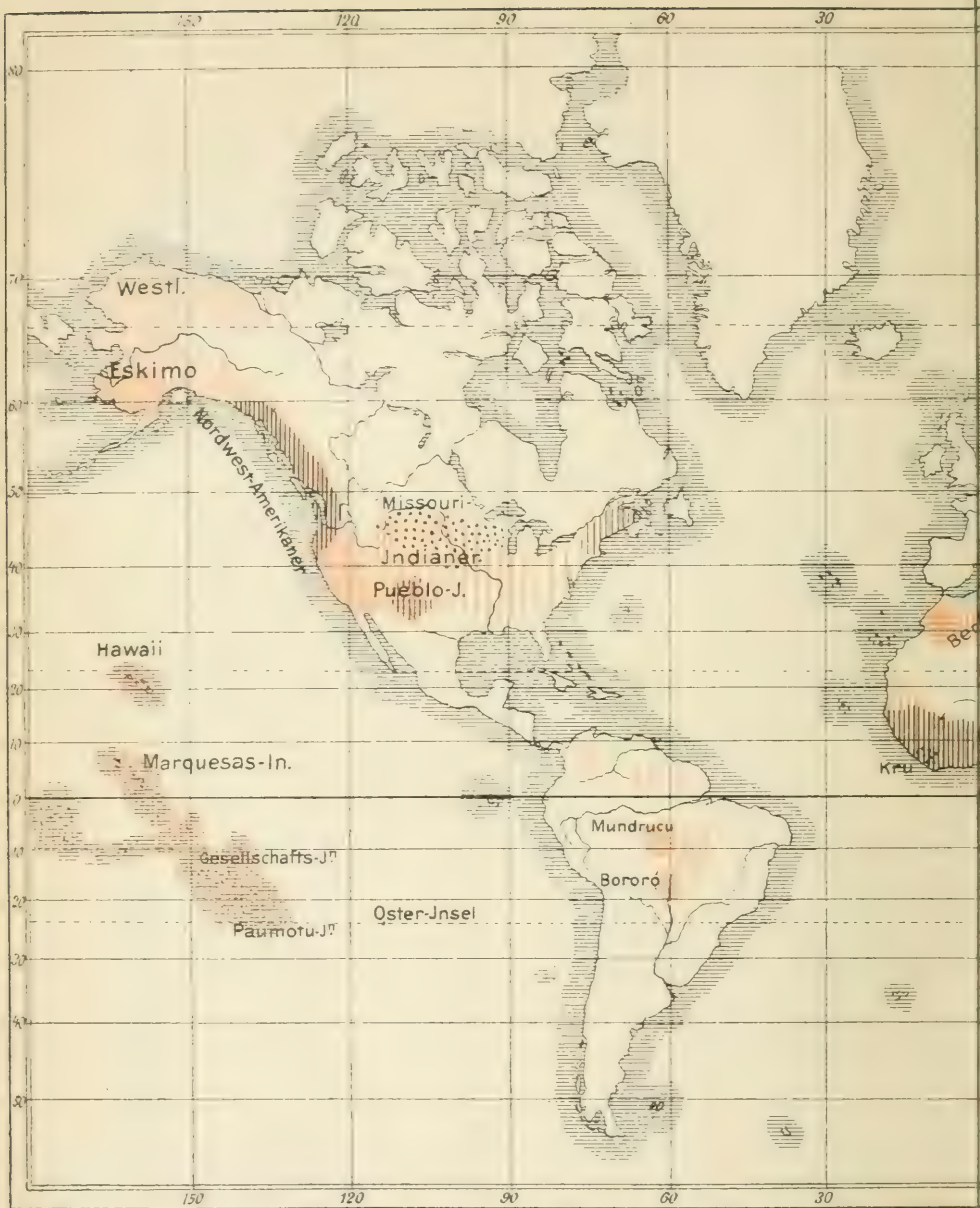 150 120 90 60 30
80
70
Westl.
Eskimo
60
Nordwest-Amerikaner
50
Missouri-
Jndianer
40
Pueblo-J.
30
Hawaii
20
10
Marquesas-In.
Kru
0
Mundrucu
10
Gesellschafts-Jn
Bororó
20
Oster-Jnsel
Paumotu-Jn
30
40
50
150 120 90 60 30